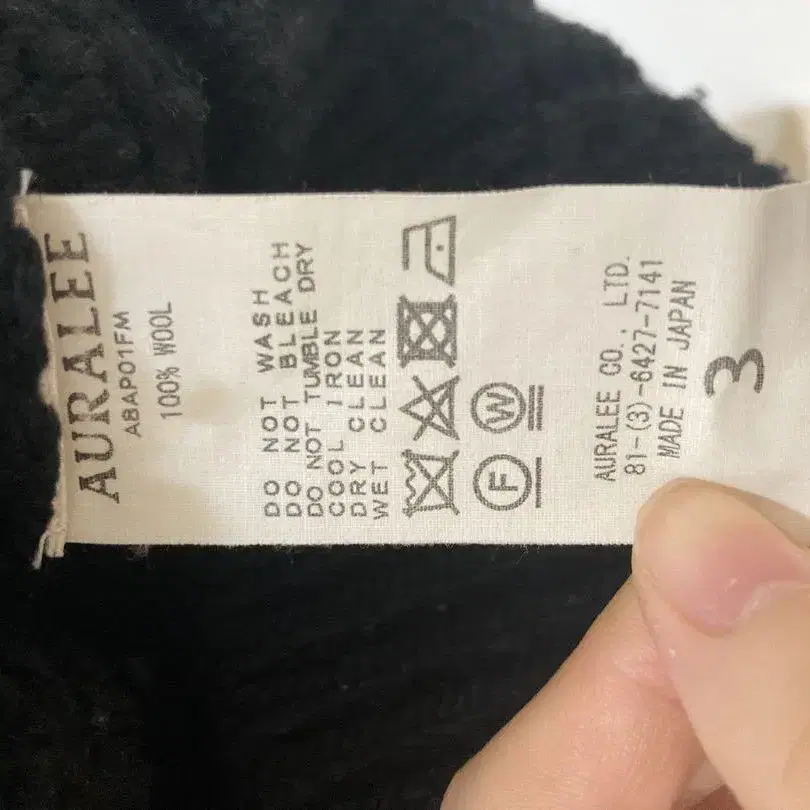 AURALEE
A8AP01FM
100% WOOL
DO NOT WASH
DO NOT BLEACH
DO NOT TUMBLE DRY
COOL IRON
DRY CLEAN
WET CLEAN
F W
AURALEE CO., LTD.
81-(3)-6427-7141
MADE IN JAPAN
3